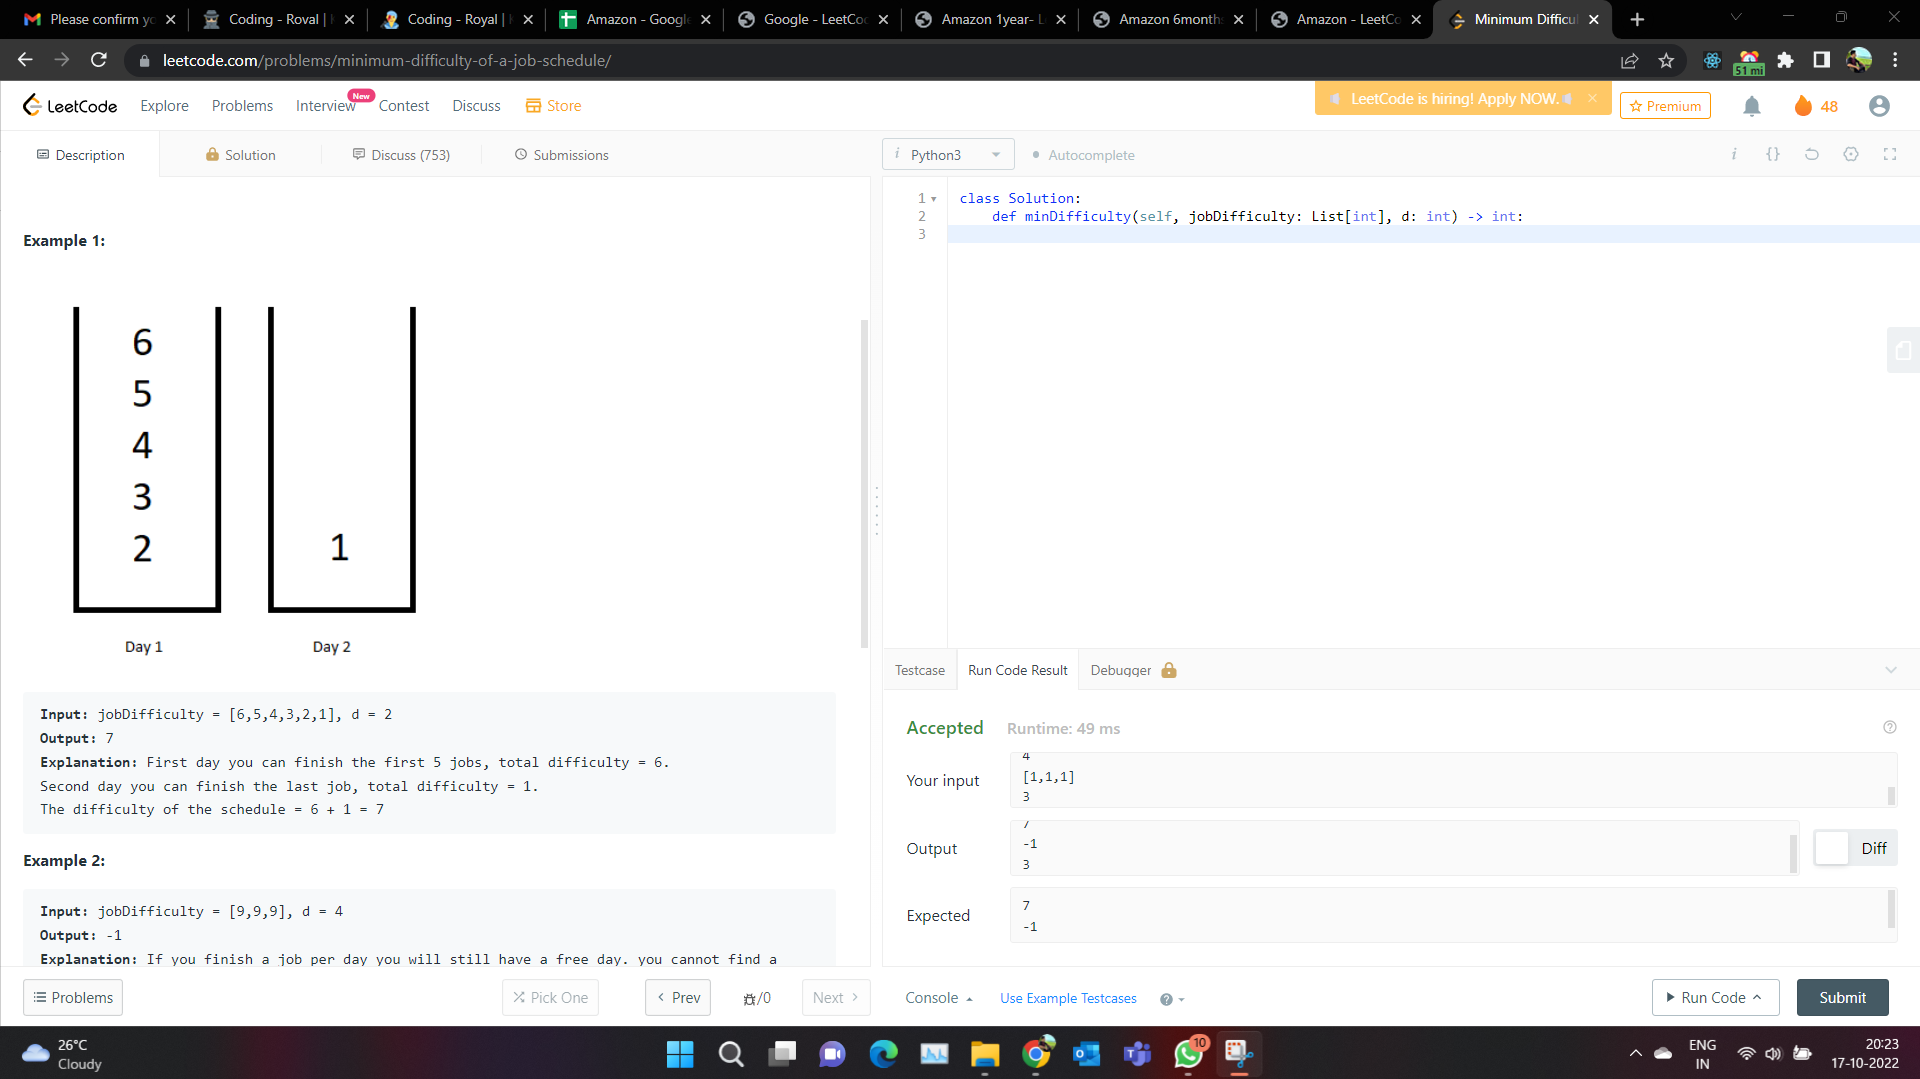 Please confirm yo
Coding - Royal |
Coding - Royal |
Amazon - Google
Google - LeetCo
Amazon 1year- L
Amazon 6month
Amazon - LeetCo
Minimum Difficu
leetcode.com/problems/minimum-difficulty-of-a-job-schedule/
51 mi
LeetCode
Explore
Problems
Interview
New
Contest
Discuss
Store
LeetCode is hiring! Apply NOW.
Premium
48
Description
Solution
Discuss (753)
Submissions
i Python3
Autocomplete
Example 1:
6
5
4
3
2
1
Day 1
Day 2
Input: jobDifficulty = [6,5,4,3,2,1], d = 2
Output: 7
Explanation: First day you can finish the first 5 jobs, total difficulty = 6.
Second day you can finish the last job, total difficulty = 1.
The difficulty of the schedule = 6 + 1 = 7
Example 2:
Input: jobDifficulty = [9,9,9], d = 4
Output: -1
Explanation: If you finish a job per day you will still have a free day. you cannot find a
1 class Solution:
2 def minDifficulty(self, jobDifficulty: List[int], d: int) -> int:
3
Testcase
Run Code Result
Debugger
Accepted
Runtime: 49 ms
Your input
4
[1,1,1]
3
Output
7
-1
3
Diff
Expected
7
-1
Problems
Pick One
Prev
/0
Next
Console
Use Example Testcases
Run Code
Submit
26°C
Cloudy
10
ENG
IN
20:23
17-10-2022